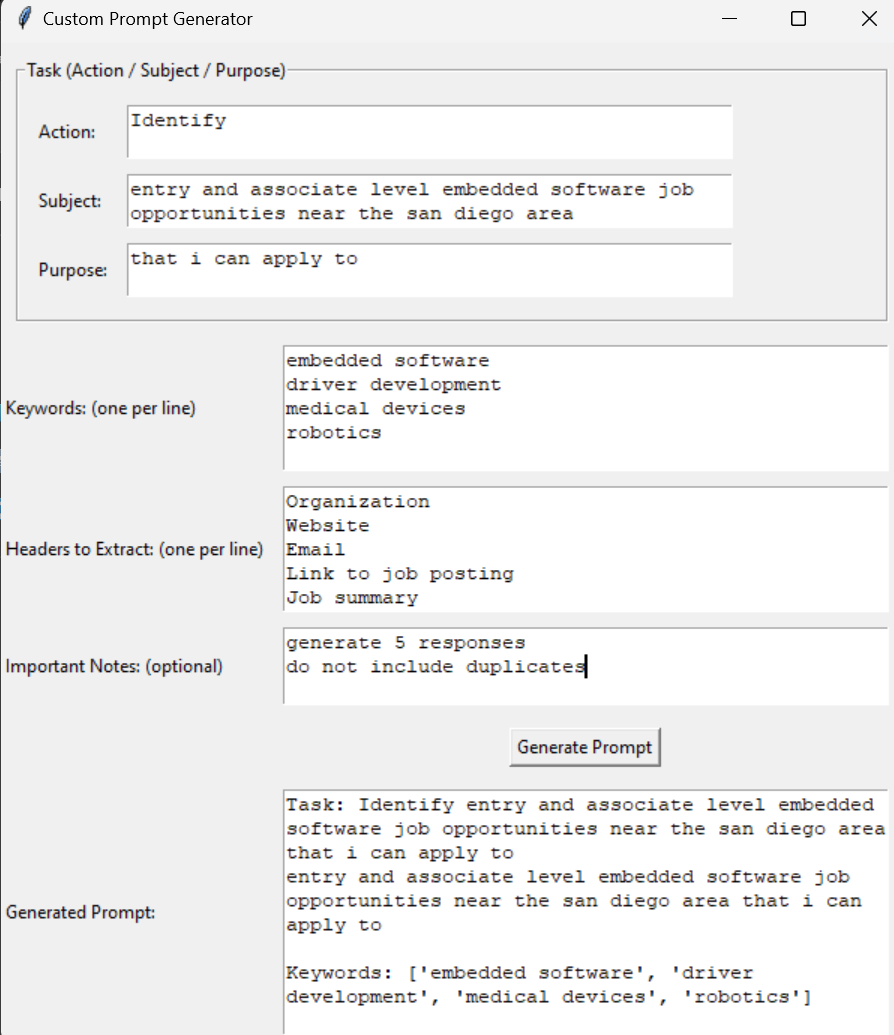 Custom Prompt Generator
Task (Action / Subject / Purpose)
Action:
Identify
Subject:
entry and associate level embedded software job
opportunities near the san diego area
Purpose:
that i can apply to
Keywords: (one per line)
embedded software
driver development
medical devices
robotics
Headers to Extract: (one per line)
Organization
Website
Email
Link to job posting
Job summary
Important Notes: (optional)
generate 5 responses
do not include duplicates
Generate Prompt
Generated Prompt:
Task: Identify entry and associate level embedded
software job opportunities near the san diego area
that i can apply to
entry and associate level embedded software job
opportunities near the san diego area that i can
apply to
Keywords: ['embedded software', 'driver
development', 'medical devices', 'robotics']